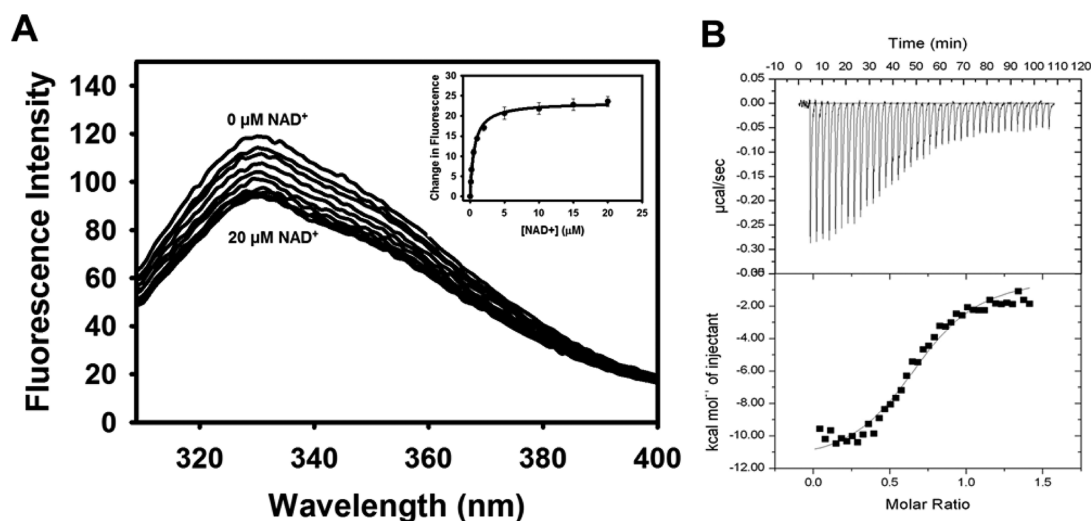 A
Fluorescence Intensity
140
120
100
80
60
40
20
0
0 µM NAD⁺
20 µM NAD⁺
320 340 360 380 400
Wavelength (nm)
Change in Fluorescence
30
25
20
15
10
5
0
0 5 10 15 20 25
[NAD+] (µM)
B
Time (min)
-10 0 10 20 30 40 50 60 70 80 90 100 110 120
0.05
0.00
-0.05
-0.10
-0.15
-0.20
-0.25
-0.30
µcal/sec
-2.00
-4.00
-6.00
-8.00
-10.00
-12.00
kcal mol⁻¹ of injectant
0.0 0.5 1.0 1.5
Molar Ratio